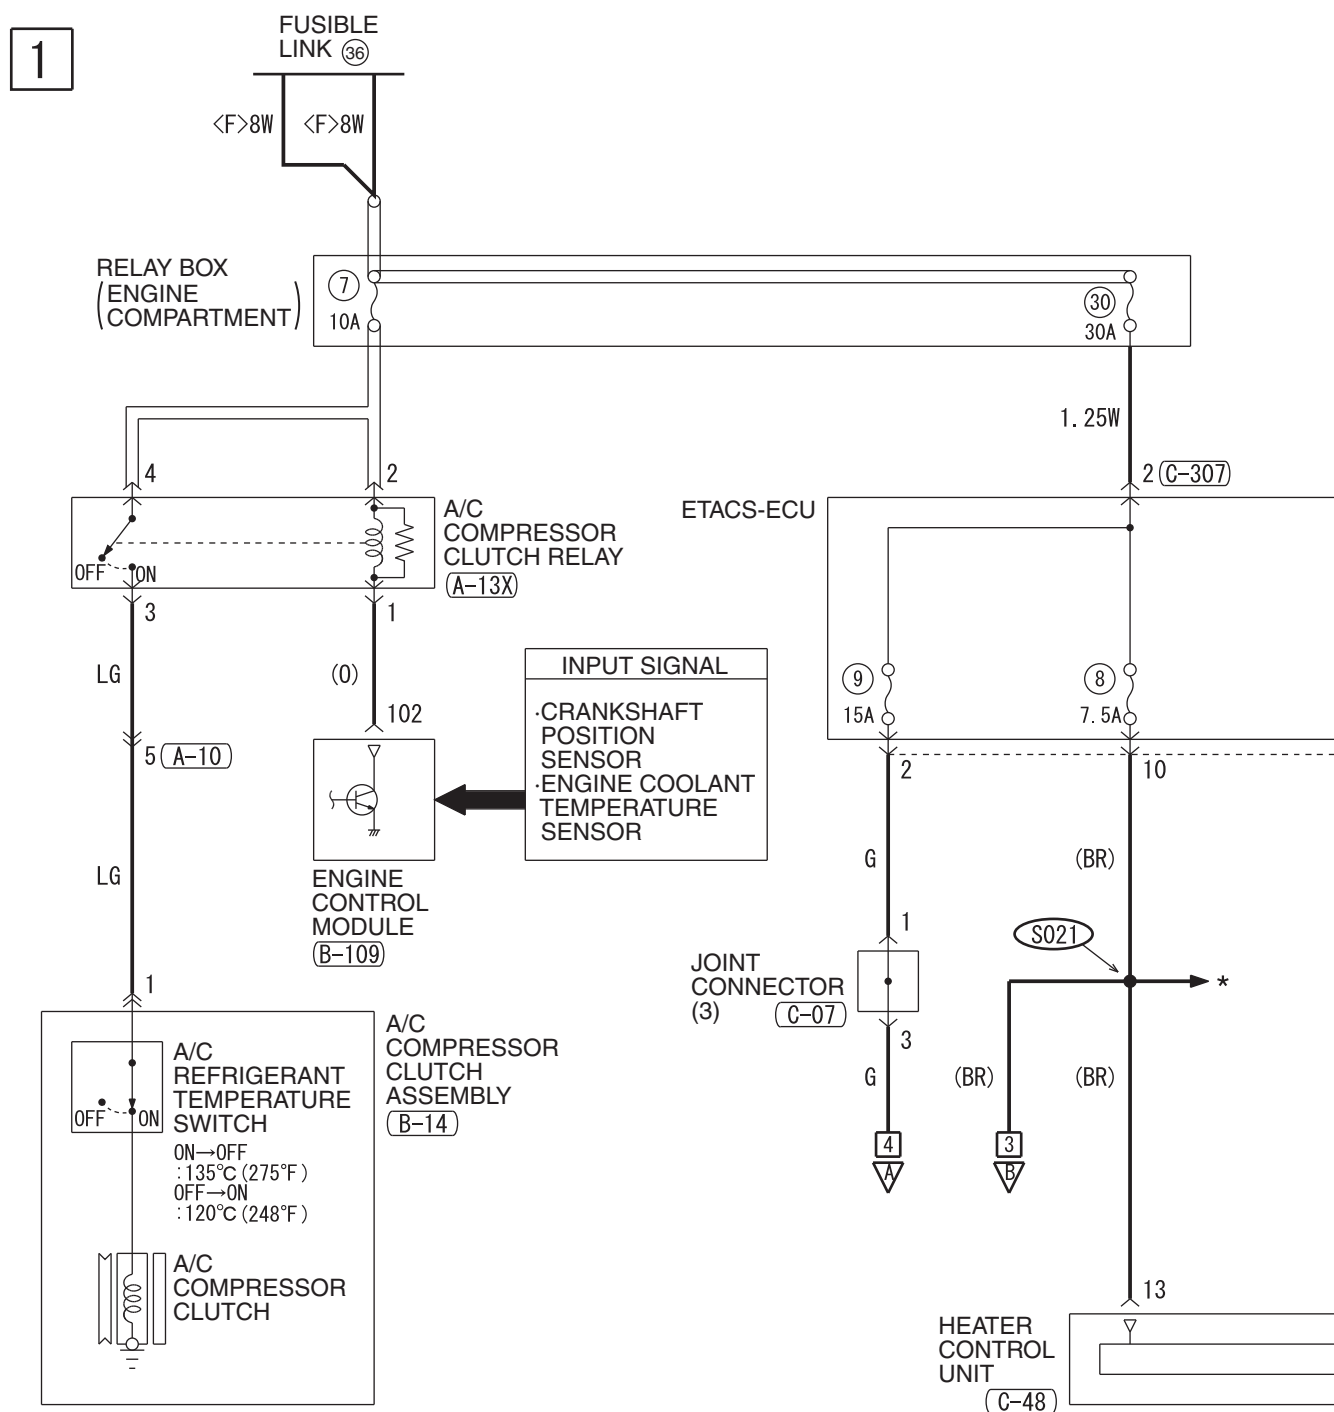 1
FUSIBLE
LINK 36
<F>8W <F>8W
RELAY BOX
(ENGINE
COMPARTMENT)
7
10A
30
30A
1.25W
4
2
2 C-307
ETACS-ECU
A/C
COMPRESSOR
CLUTCH RELAY
A-13X
OFF ON
3
1
LG
(O)
INPUT SIGNAL
·CRANKSHAFT
POSITION
SENSOR
·ENGINE COOLANT
TEMPERATURE
SENSOR
9
15A
8
7.5A
102
5 A-10
2
10
LG
G
(BR)
ENGINE
CONTROL
MODULE
B-109
1
S021
JOINT
CONNECTOR
(3) C-07
*
1
3
A/C
COMPRESSOR
CLUTCH
ASSEMBLY
B-14
A/C
REFRIGERANT
TEMPERATURE
SWITCH
OFF ON
ON→OFF
:135°C(275°F)
OFF→ON
:120°C(248°F)
G
(BR)
(BR)
4
A
3
B
A/C
COMPRESSOR
CLUTCH
13
HEATER
CONTROL
UNIT
C-48